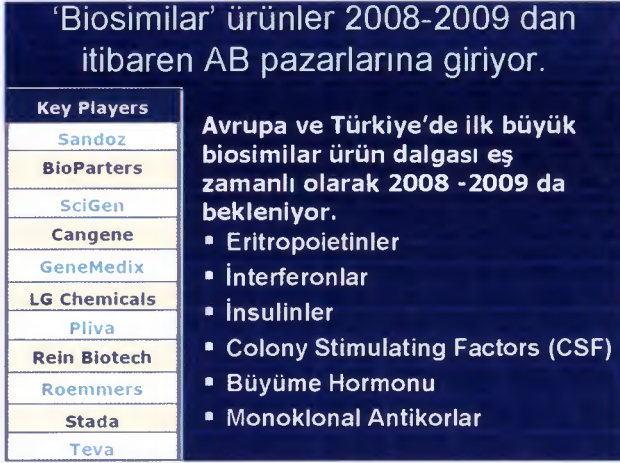 ‘Biosimilar’ ürünler 2008-2009 dan
itibaren AB pazarlarına giriyor.
Key Players
Sandoz
BioParters
SciGen
Cangene
GeneMedix
LG Chemicals
Pliva
Rein Biotech
Roemmers
Stada
Teva
Avrupa ve Türkiye’de ilk büyük
biosimilar ürün dalgası eş
zamanlı olarak 2008 -2009 da
bekleniyor.
▪ Eritropoietinler
▪ İnterferonlar
▪ İnsulinler
▪ Colony Stimulating Factors (CSF)
▪ Büyüme Hormonu
▪ Monoklonal Antikorlar